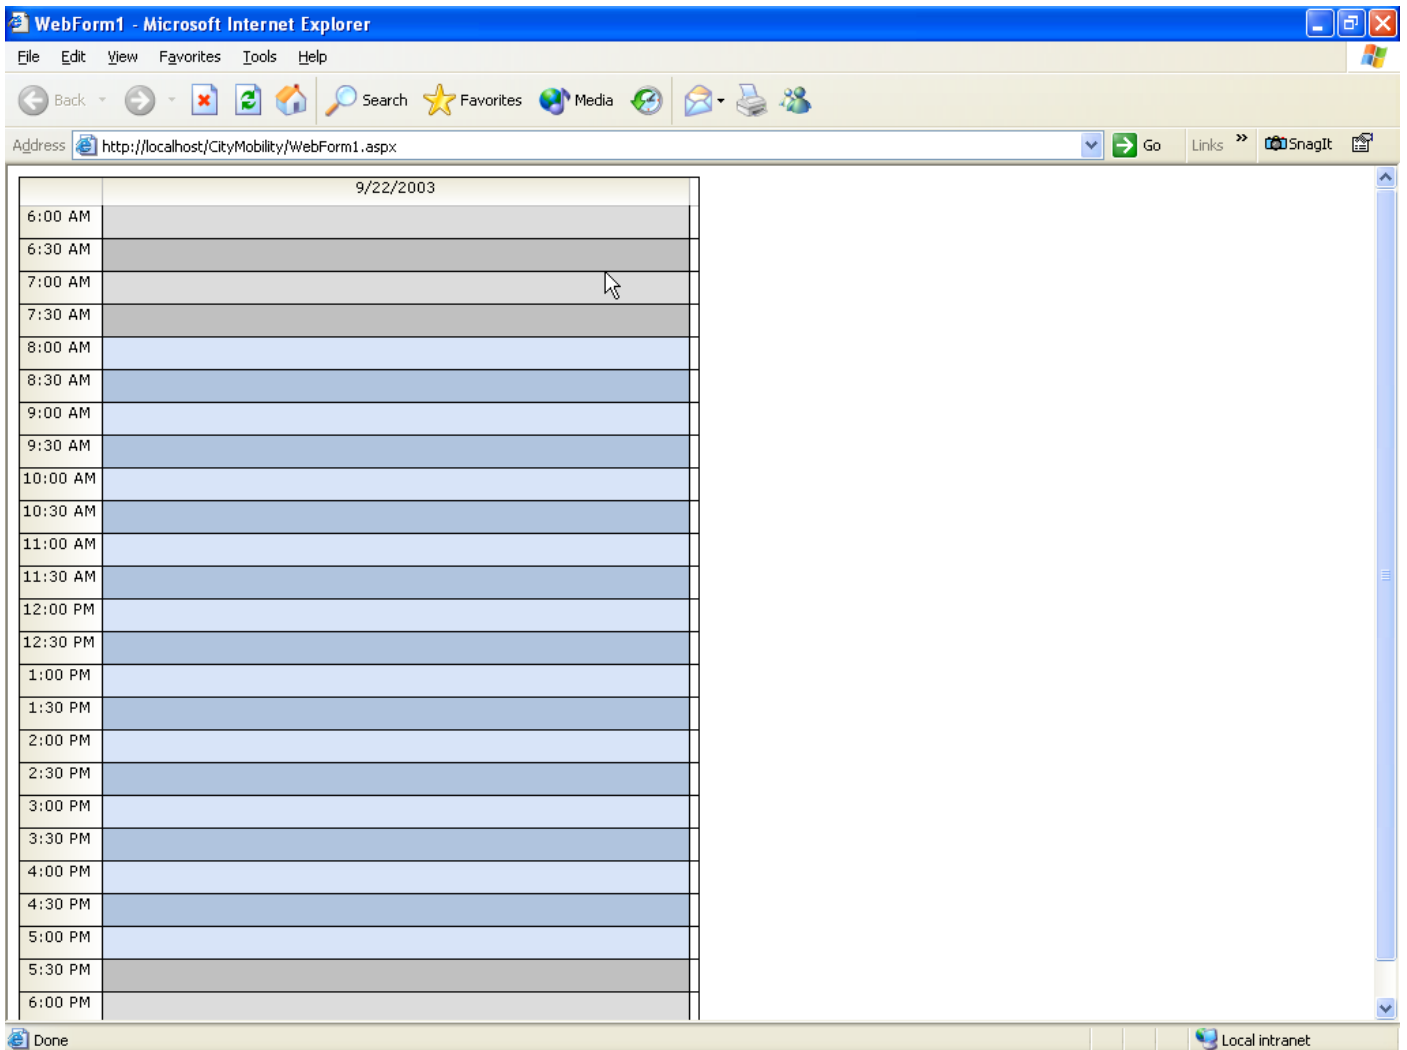 WebForm1 - Microsoft Internet Explorer
File Edit View Favorites Tools Help
Back Search Favorites Media
Address http://localhost/CityMobility/WebForm1.aspx Go Links » SnagIt
9/22/2003
6:00 AM
6:30 AM
7:00 AM
7:30 AM
8:00 AM
8:30 AM
9:00 AM
9:30 AM
10:00 AM
10:30 AM
11:00 AM
11:30 AM
12:00 PM
12:30 PM
1:00 PM
1:30 PM
2:00 PM
2:30 PM
3:00 PM
3:30 PM
4:00 PM
4:30 PM
5:00 PM
5:30 PM
6:00 PM
Done Local intranet